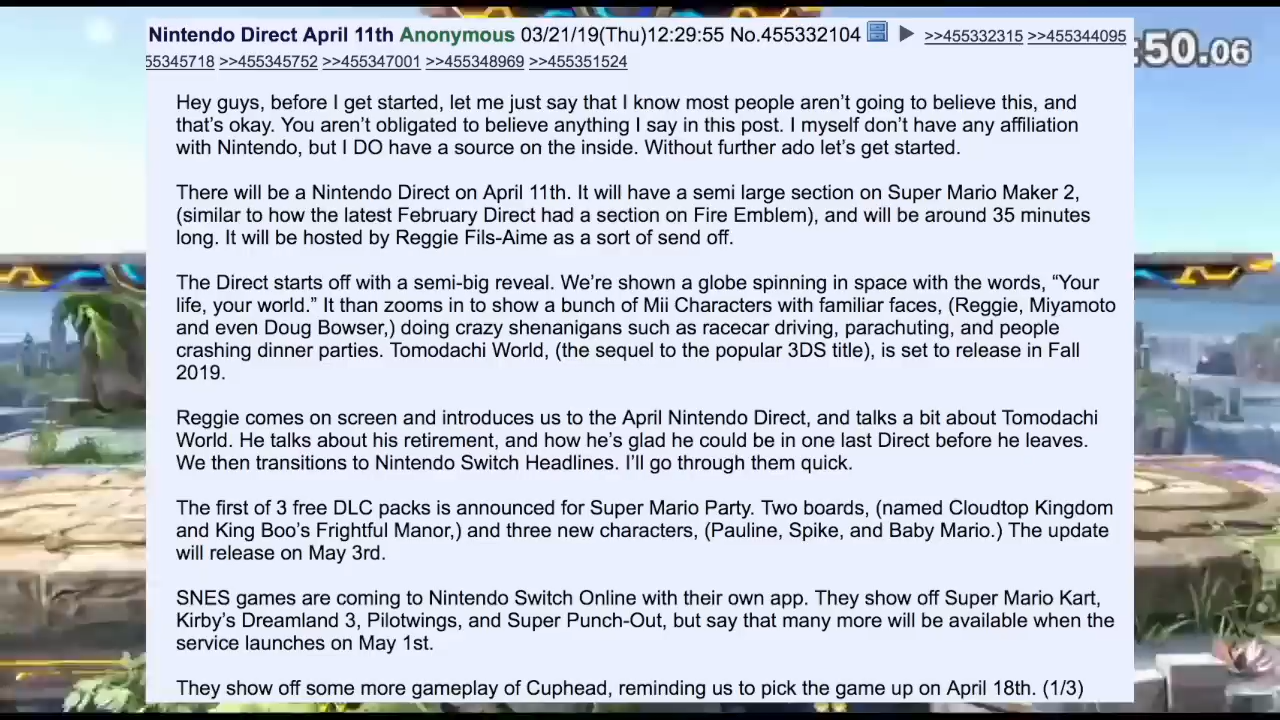 Nintendo Direct April 11th Anonymous 03/21/19(Thu)12:29:55 No.455332104 ▶ >>455332315 >>455344095
55345718 >>455345752 >>455347001 >>455348969 >>455351524
:50.06
Hey guys, before I get started, let me just say that I know most people aren’t going to believe this, and
that’s okay. You aren’t obligated to believe anything I say in this post. I myself don’t have any affiliation
with Nintendo, but I DO have a source on the inside. Without further ado let’s get started.
There will be a Nintendo Direct on April 11th. It will have a semi large section on Super Mario Maker 2,
(similar to how the latest February Direct had a section on Fire Emblem), and will be around 35 minutes
long. It will be hosted by Reggie Fils-Aime as a sort of send off.
The Direct starts off with a semi-big reveal. We’re shown a globe spinning in space with the words, “Your
life, your world.” It than zooms in to show a bunch of Mii Characters with familiar faces, (Reggie, Miyamoto
and even Doug Bowser,) doing crazy shenanigans such as racecar driving, parachuting, and people
crashing dinner parties. Tomodachi World, (the sequel to the popular 3DS title), is set to release in Fall
2019.
Reggie comes on screen and introduces us to the April Nintendo Direct, and talks a bit about Tomodachi
World. He talks about his retirement, and how he’s glad he could be in one last Direct before he leaves.
We then transitions to Nintendo Switch Headlines. I’ll go through them quick.
The first of 3 free DLC packs is announced for Super Mario Party. Two boards, (named Cloudtop Kingdom
and King Boo’s Frightful Manor,) and three new characters, (Pauline, Spike, and Baby Mario.) The update
will release on May 3rd.
SNES games are coming to Nintendo Switch Online with their own app. They show off Super Mario Kart,
Kirby’s Dreamland 3, Pilotwings, and Super Punch-Out, but say that many more will be available when the
service launches on May 1st.
They show off some more gameplay of Cuphead, reminding us to pick the game up on April 18th. (1/3)